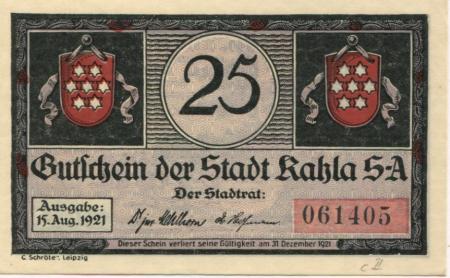 25
Gutschein der Stadt Kahla S-A
Der Stadtrat:
Ausgabe:
15. Aug. 1921
061405
Dieser Schein verliert seine Gültigkeit am 31 Dezember 1921
C. Schröter, Leipzig